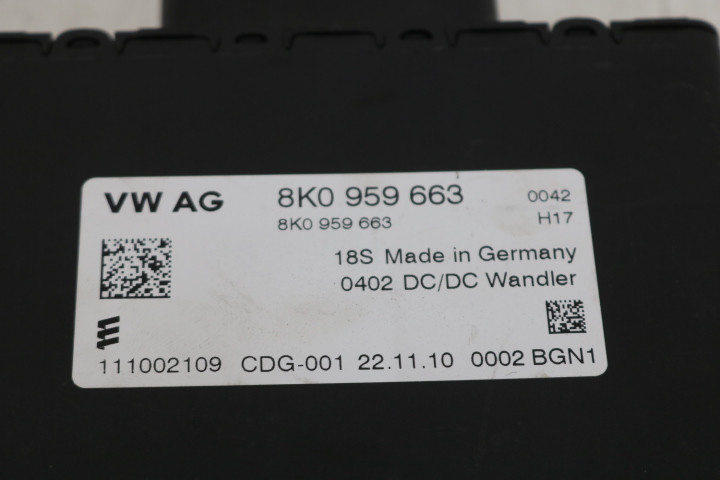 VW AG 8K0 959 663 0042
8K0 959 663 H17
18S Made in Germany
0402 DC/DC Wandler
111002109 CDG-001 22.11.10 0002 BGN1